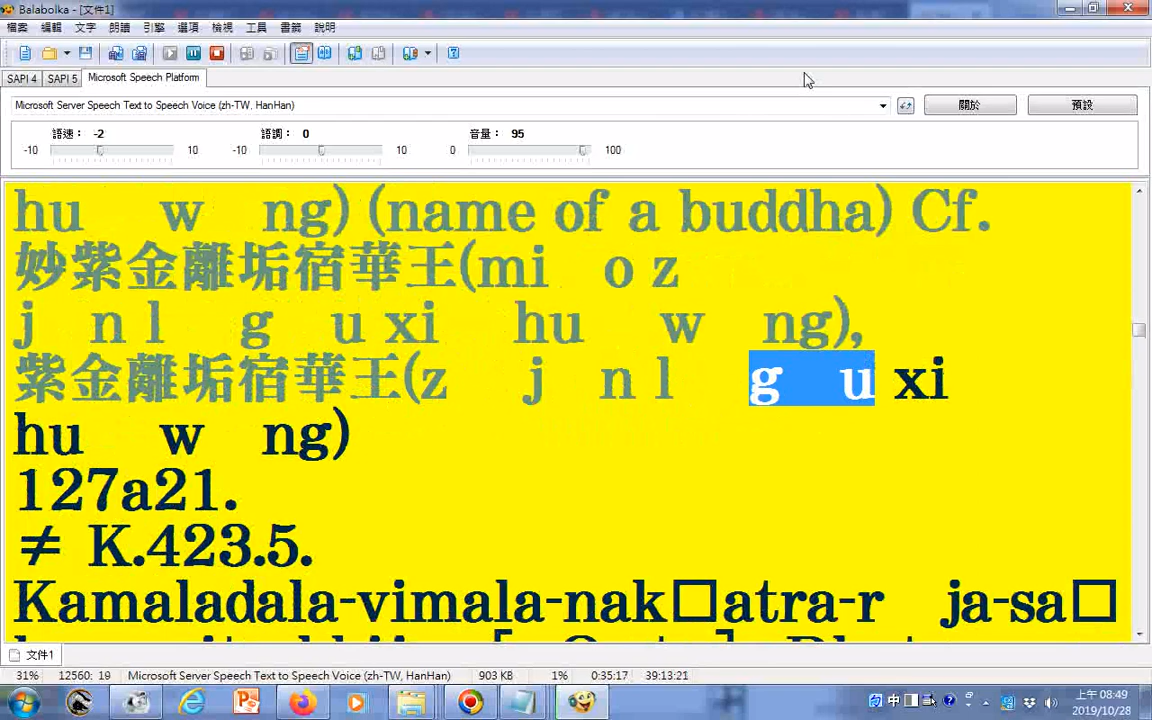 Balabolka - [文件1]
檔案 編輯 文字 朗讀 引擎 選項 檢視 工具 書籤 說明
SAPI 4 SAPI 5 Microsoft Speech Platform
Microsoft Server Speech Text to Speech Voice (zh-TW, HanHan) 關於 預設
語速： -2 語調： 0 音量： 95
-10 10 -10 10 0 100
hu w ng) (name of a buddha) Cf.
妙紫金離垢宿華王(mi o z
j n l g u xi hu w ng),
紫金離垢宿華王(z j n l g u xi
hu w ng)
127a21.
≠ K.423.5.
Kamaladala-vimala-nak□atra-r ja-sa□
文件1
31% 12560: 19 Microsoft Server Speech Text to Speech Voice (zh-TW, HanHan) 903 KB 1% 0:35:17 39:13:21
中 上午 08:49
2019/10/28